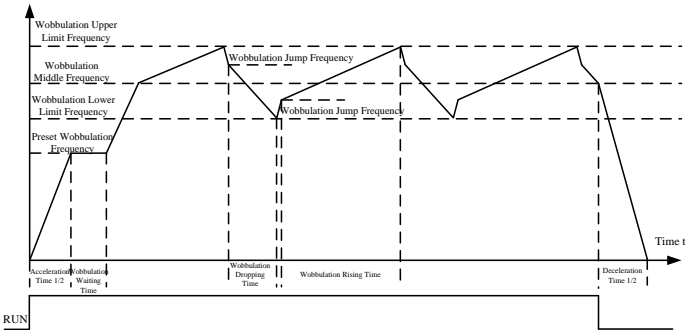 Wobbulation Upper
Limit Frequency
Wobbulation Jump Frequency
Wobbulation
Middle Frequency
Wobbulation Lower
Limit Frequency
Wobbulation Jump Frequency
Preset Wobbulation
Frequency
Time t
Acceleration
Time 1/2
Wobbulation
Waiting
Time
Wobbulation
Dropping
Time
Wobbulation Rising Time
Deceleration
Time 1/2
RUN